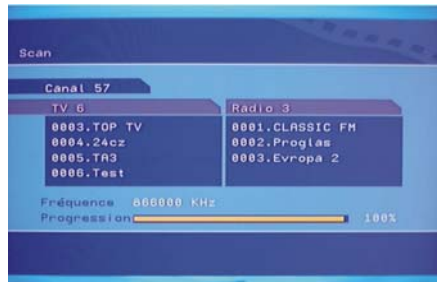 Scan
Canal 57
TV 6
0003.TOP TV
0004.24cz
0005.TA3
0006.Test
Radio 3
0001.CLASSIC FM
0002.Proglas
0003.Evropa 2
Fréquence 866000 KHz
Progression 100%